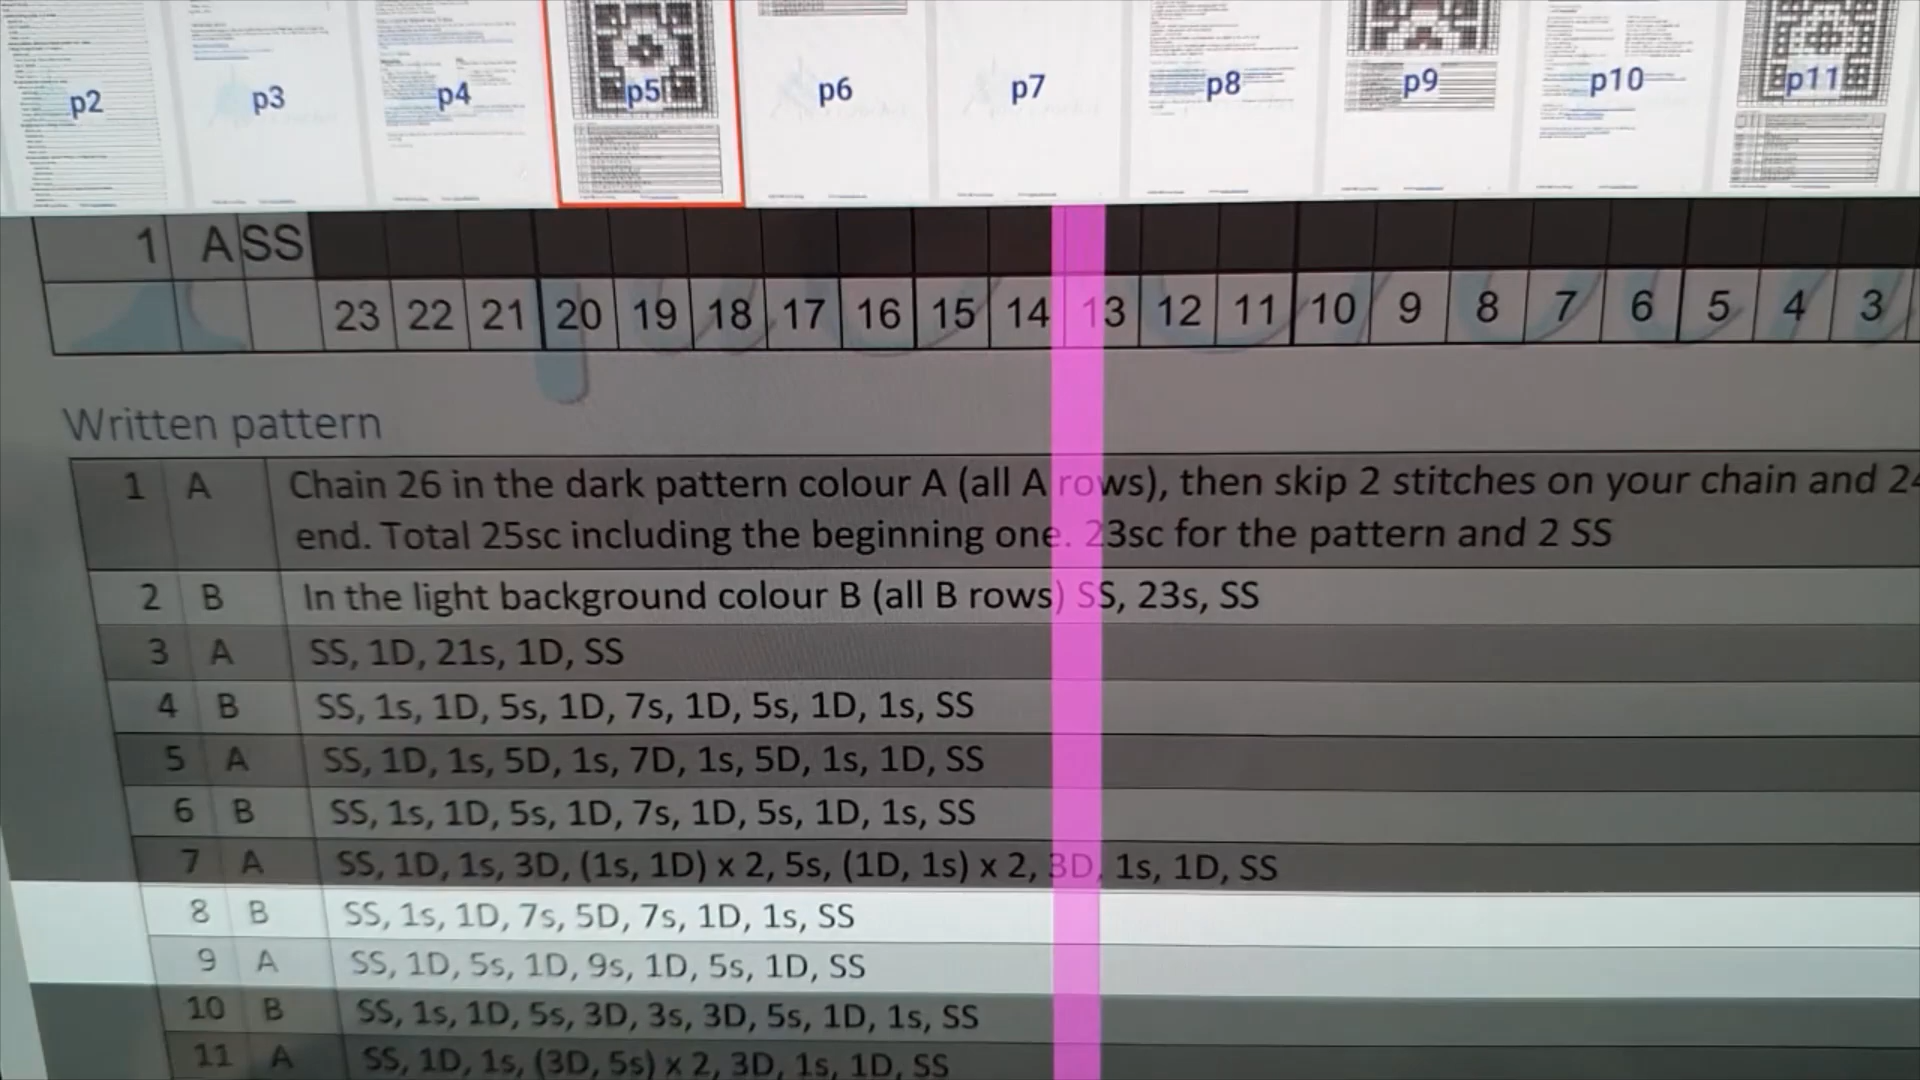 p2 p3 p4 p5 p6 p7 p8 p9 p10 p11
1 A SS
23 22 21 20 19 18 17 16 15 14 13 12 11 10 9 8 7 6 5 4 3
Written pattern
1 A Chain 26 in the dark pattern colour A (all A rows), then skip 2 stitches on your chain and
end. Total 25sc including the beginning one. 23sc for the pattern and 2 SS
2 B In the light background colour B (all B rows) SS, 23s, SS
3 A SS, 1D, 21s, 1D, SS
4 B SS, 1s, 1D, 5s, 1D, 7s, 1D, 5s, 1D, 1s, SS
5 A SS, 1D, 1s, 5D, 1s, 7D, 1s, 5D, 1s, 1D, SS
6 B SS, 1s, 1D, 5s, 1D, 7s, 1D, 5s, 1D, 1s, SS
7 A SS, 1D, 1s, 3D, (1s, 1D) x 2, 5s, (1D, 1s) x 2, 3D, 1s, 1D, SS
8 B SS, 1s, 1D, 7s, 5D, 7s, 1D, 1s, SS
9 A SS, 1D, 5s, 1D, 9s, 1D, 5s, 1D, SS
10 B SS, 1s, 1D, 5s, 3D, 3s, 3D, 5s, 1D, 1s, SS
11 A SS, 1D, 1s, (3D, 5s) x 2, 3D, 1s, 1D, SS